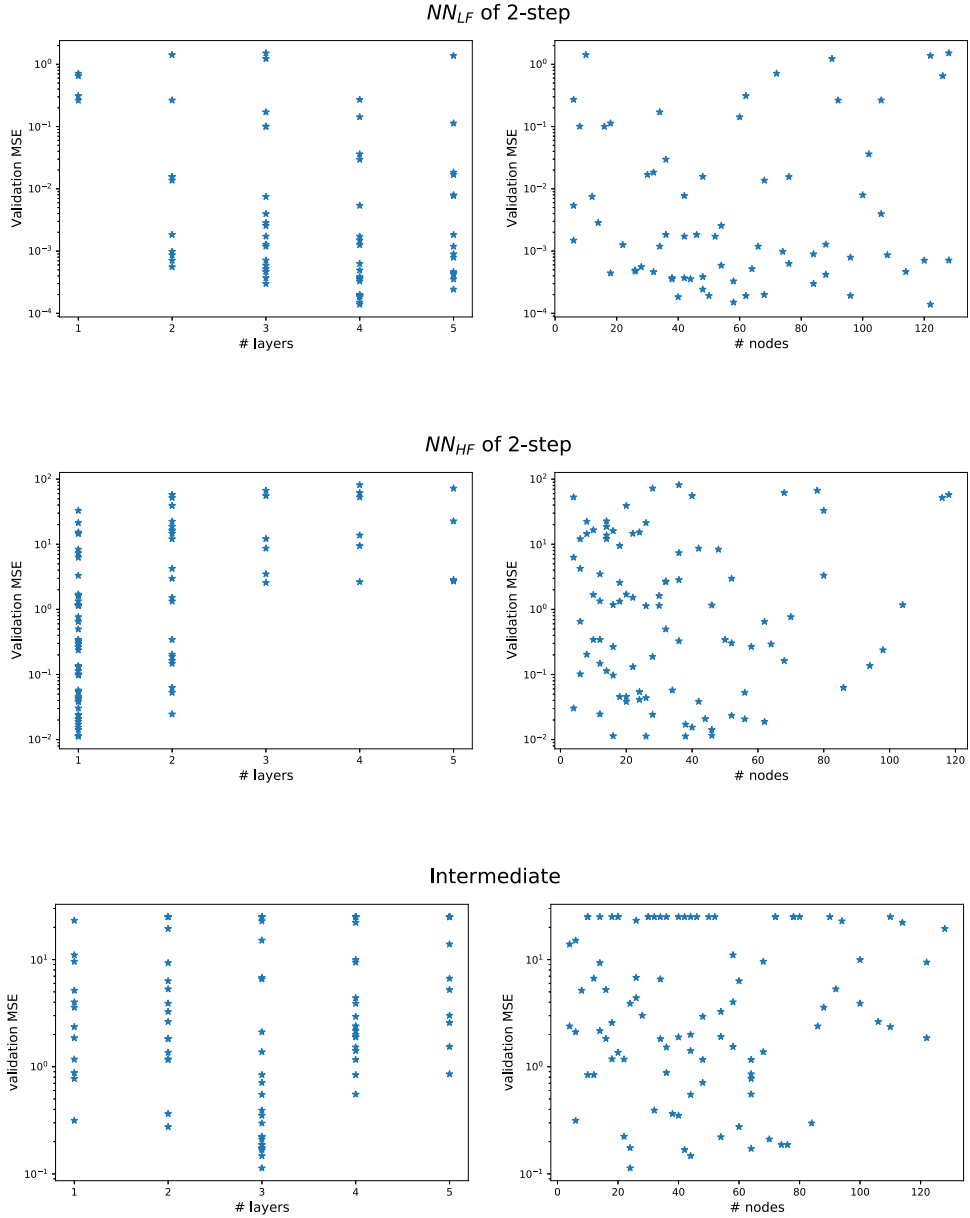 NN_LF of 2-step
10^0
10^-1
10^-2
10^-3
10^-4
Validation MSE
1 2 3 4 5
# layers
Validation MSE
10^0
10^-1
10^-2
10^-3
10^-4
0 20 40 60 80 100 120
# nodes
NN_HF of 2-step
10^2
10^1
10^0
10^-1
10^-2
Validation MSE
1 2 3 4 5
# layers
Validation MSE
10^2
10^1
10^0
10^-1
10^-2
0 20 40 60 80 100 120
# nodes
Intermediate
10^1
10^0
10^-1
validation MSE
1 2 3 4 5
# layers
validation MSE
10^1
10^0
10^-1
0 20 40 60 80 100 120
# nodes